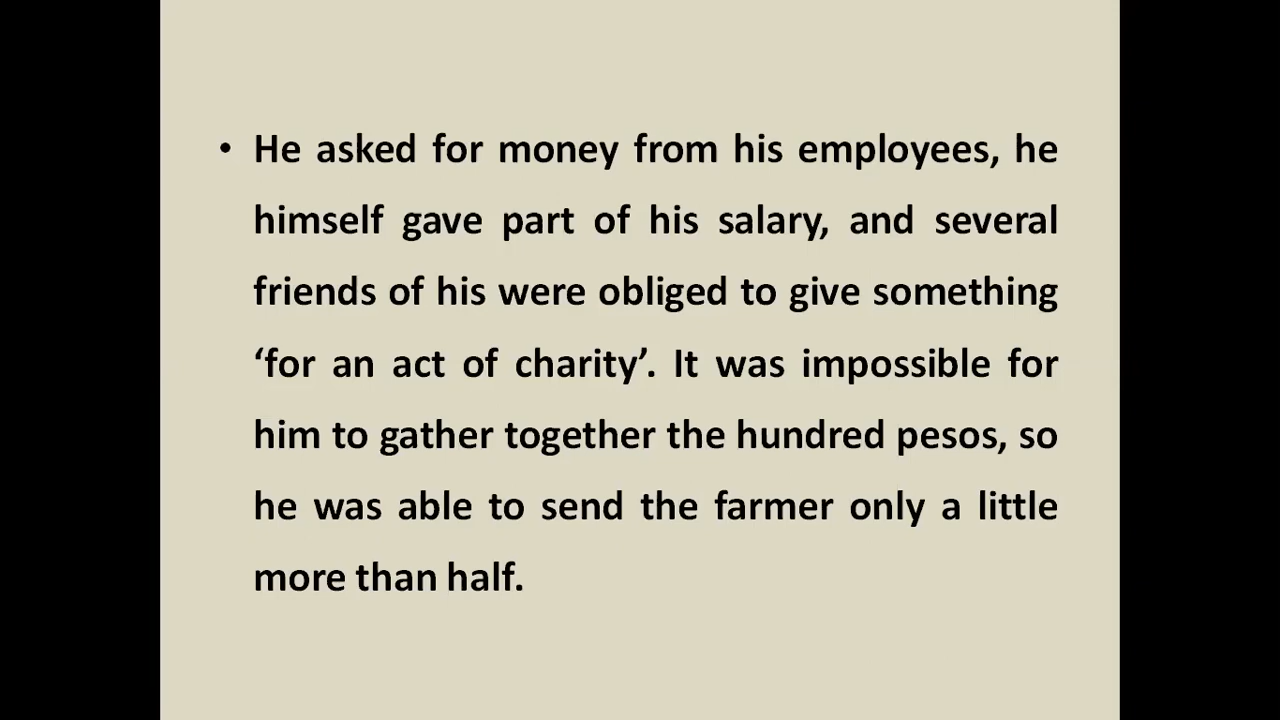 • He asked for money from his employees, he
himself gave part of his salary, and several
friends of his were obliged to give something
‘for an act of charity’. It was impossible for
him to gather together the hundred pesos, so
he was able to send the farmer only a little
more than half.